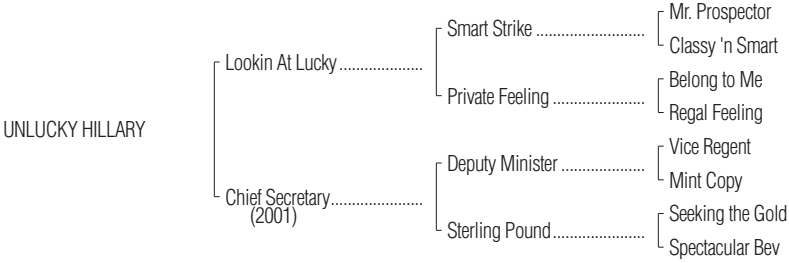 Mr. Prospector
Smart Strike ..........................
Classy 'n Smart
Lookin At Lucky ....................
Belong to Me
Private Feeling ......................
Regal Feeling
UNLUCKY HILLARY
Vice Regent
Deputy Minister ....................
Mint Copy
Chief Secretary......................
(2001)
Seeking the Gold
Sterling Pound......................
Spectacular Bev